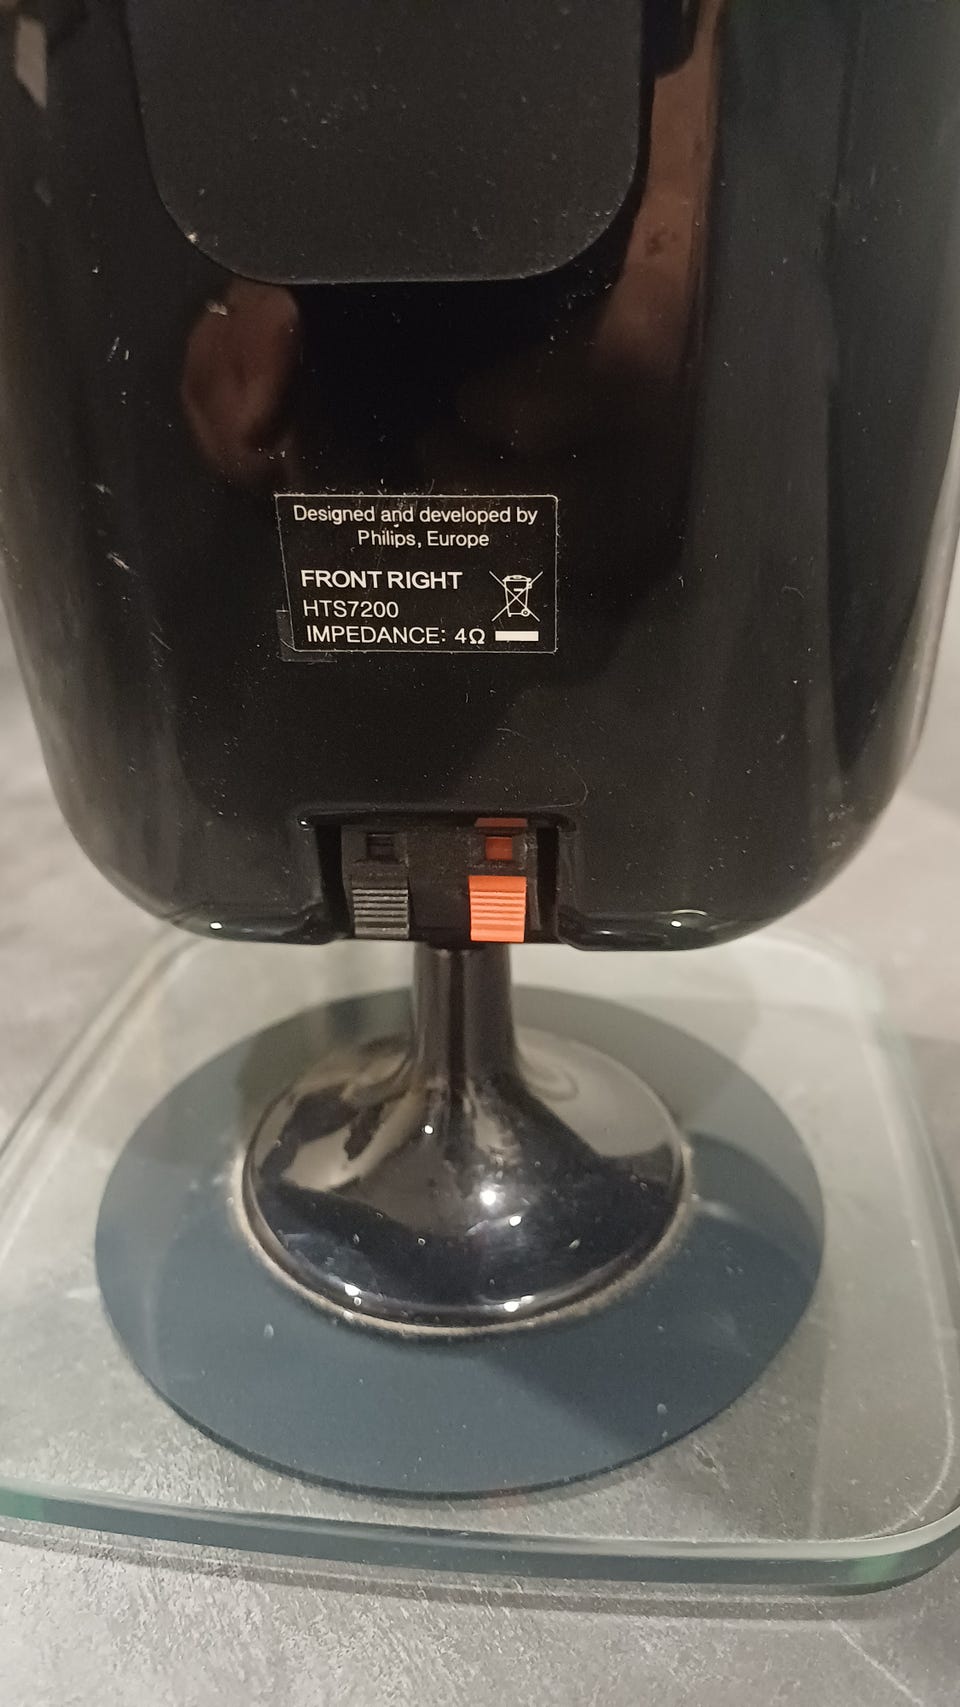 Designed and developed by
Philips, Europe
FRONT RIGHT
HTS7200
IMPEDANCE: 4Ω